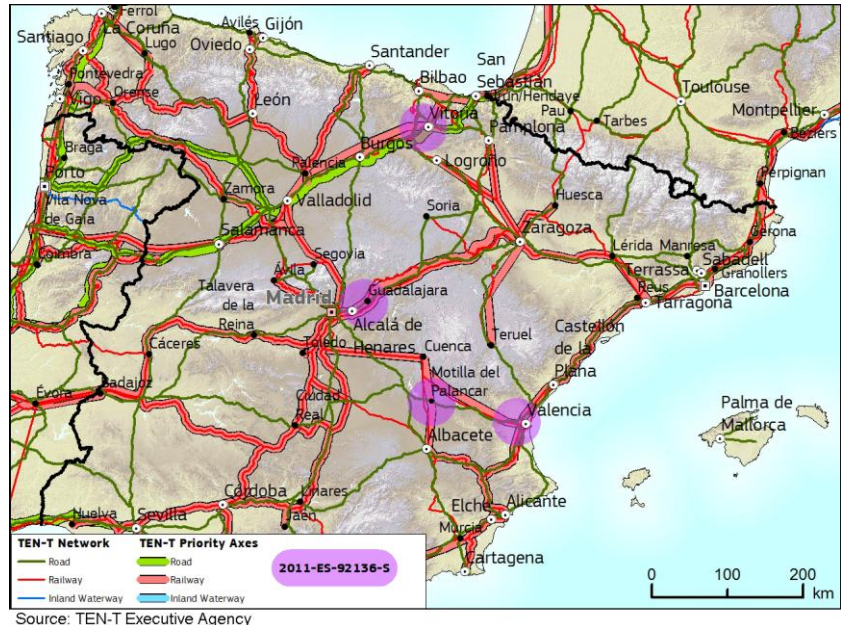 Ferrol
La Coruña
Avilés
Gijón
Santiago
Lugo
Oviedo
Santander
San
Sebastián
Bilbao
Irún/Hendaye
Toulouse
Pontevedra
Orense
Vigo
León
Vitoria
Pau
Tarbes
Montpellier
Beziers
Burgos
Pamplona
Palencia
Logroño
Perpignan
Braga
Porto
Vila Nova
de Gaia
Zamora
Valladolid
Soria
Huesca
Zaragoza
Gerona
Lérida
Manresa
Sabadell
Terrassa
Granollers
Salamanca
Segovia
Coimbra
Ávila
Reus
Barcelona
Tarragona
Talavera
de la
Reina
Madrid
Guadalajara
Alcalá de
Henares
Teruel
Castellón
de la
Plana
Toledo
Cuenca
Cáceres
Motilla del
Palancar
Évora
Badajoz
Ciudad
Real
Valencia
Palma de
Mallorca
Albacete
Córdoba
Linares
Huelva
Sevilla
Jaén
Elche
Alicante
Murcia
Cartagena
TEN-T Network
Road
Railway
Inland Waterway
TEN-T Priority Axes
Road
Railway
Inland Waterway
2011-ES-92136-S
0 100 200
km
Source: TEN-T Executive Agency